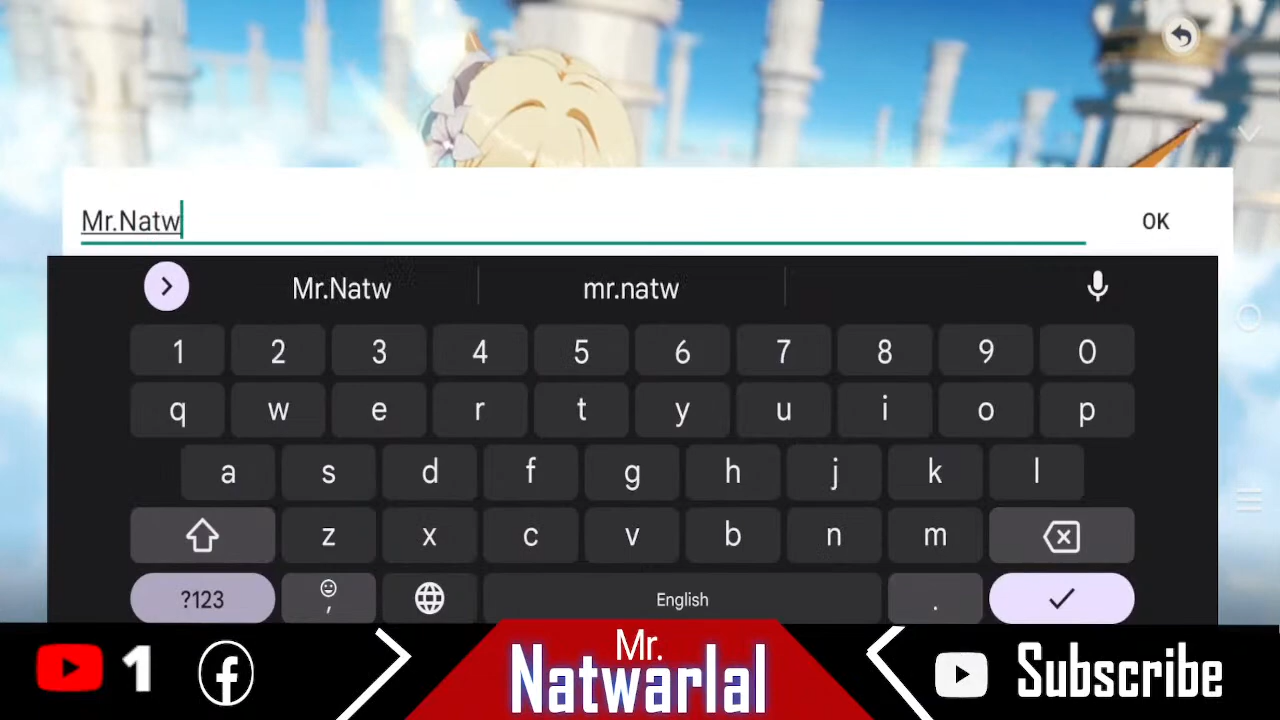 Mr.Natw
OK
Mr.Natw mr.natw
1 2 3 4 5 6 7 8 9 0
q w e r t y u i o p
a s d f g h j k l
z x c v b n m
?123 , English .
1
Mr.
Natwarlal
Subscribe